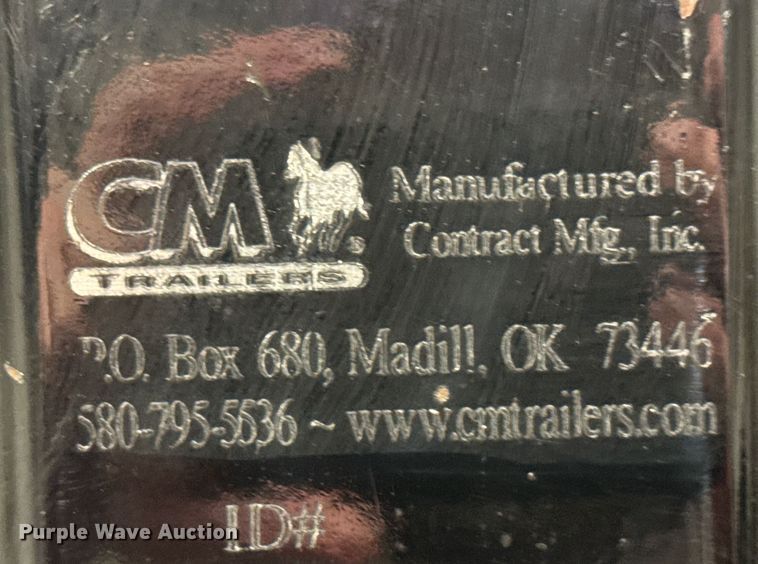 CM
TRAILERS
Manufactured by
Contract Mfg., Inc.
P.O. Box 680, Madill, OK 73446
580-795-5536 ~ www.cmtrailers.com
I.D#
Purple Wave Auction